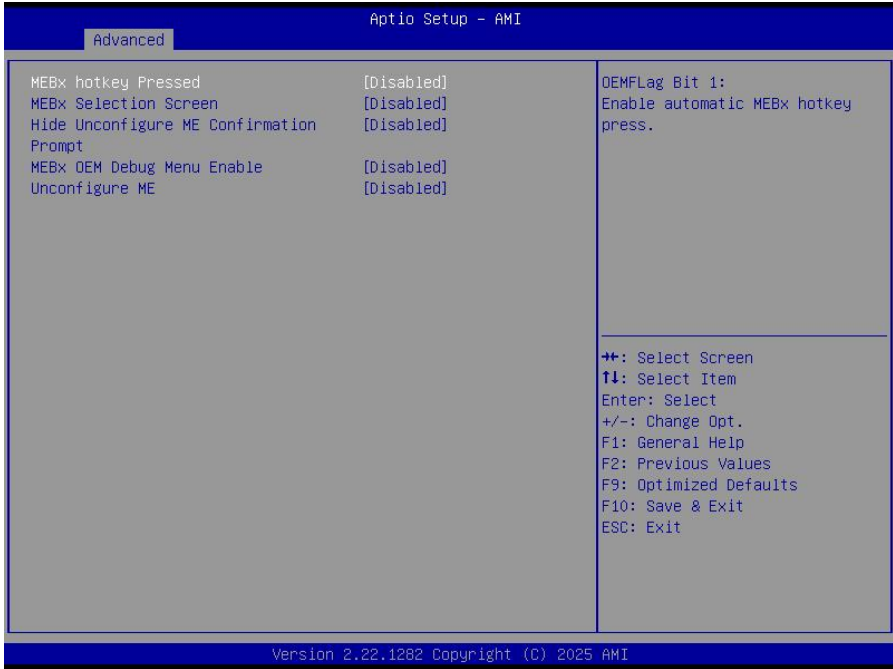 Aptio Setup - AMI
Advanced
MEBx hotkey Pressed [Disabled]
MEBx Selection Screen [Disabled]
Hide Unconfigure ME Confirmation [Disabled]
Prompt
MEBx OEM Debug Menu Enable [Disabled]
Unconfigure ME [Disabled]
OEMFLag Bit 1:
Enable automatic MEBx hotkey
press.
→←: Select Screen
↑↓: Select Item
Enter: Select
+/-: Change Opt.
F1: General Help
F2: Previous Values
F9: Optimized Defaults
F10: Save & Exit
ESC: Exit
Version 2.22.1282 Copyright (C) 2025 AMI